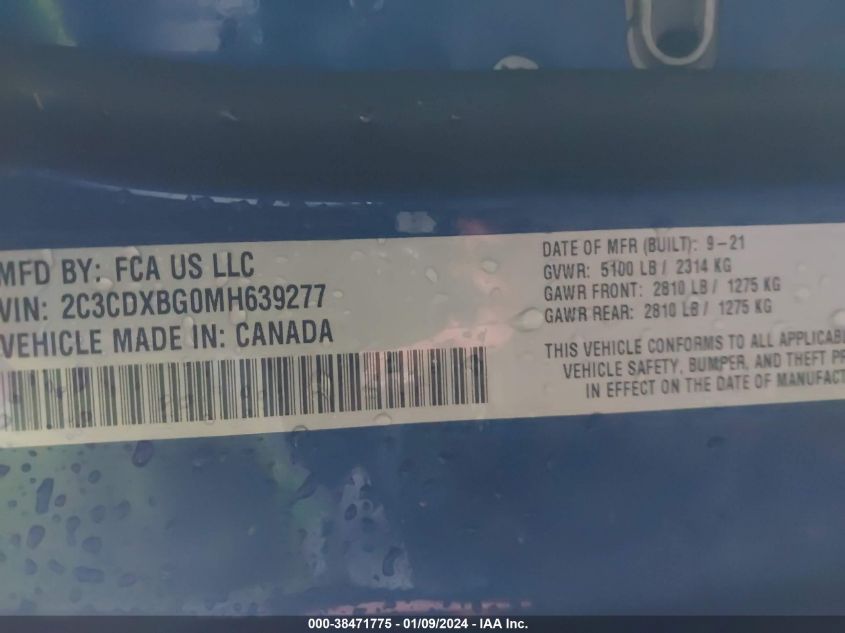 MFD BY: FCA US LLC
VIN: 2C3CDXBG0MH639277
VEHICLE MADE IN: CANADA
DATE OF MFR (BUILT): 9-21
GVWR: 5100 LB / 2314 KG
GAWR FRONT: 2810 LB / 1275 KG
GAWR REAR: 2810 LB / 1275 KG
THIS VEHICLE CONFORMS TO ALL APPLICABL
VEHICLE SAFETY, BUMPER, AND THEFT PR
IN EFFECT ON THE DATE OF MANUFACT
000-38471775 - 01/09/2024 - IAA Inc.